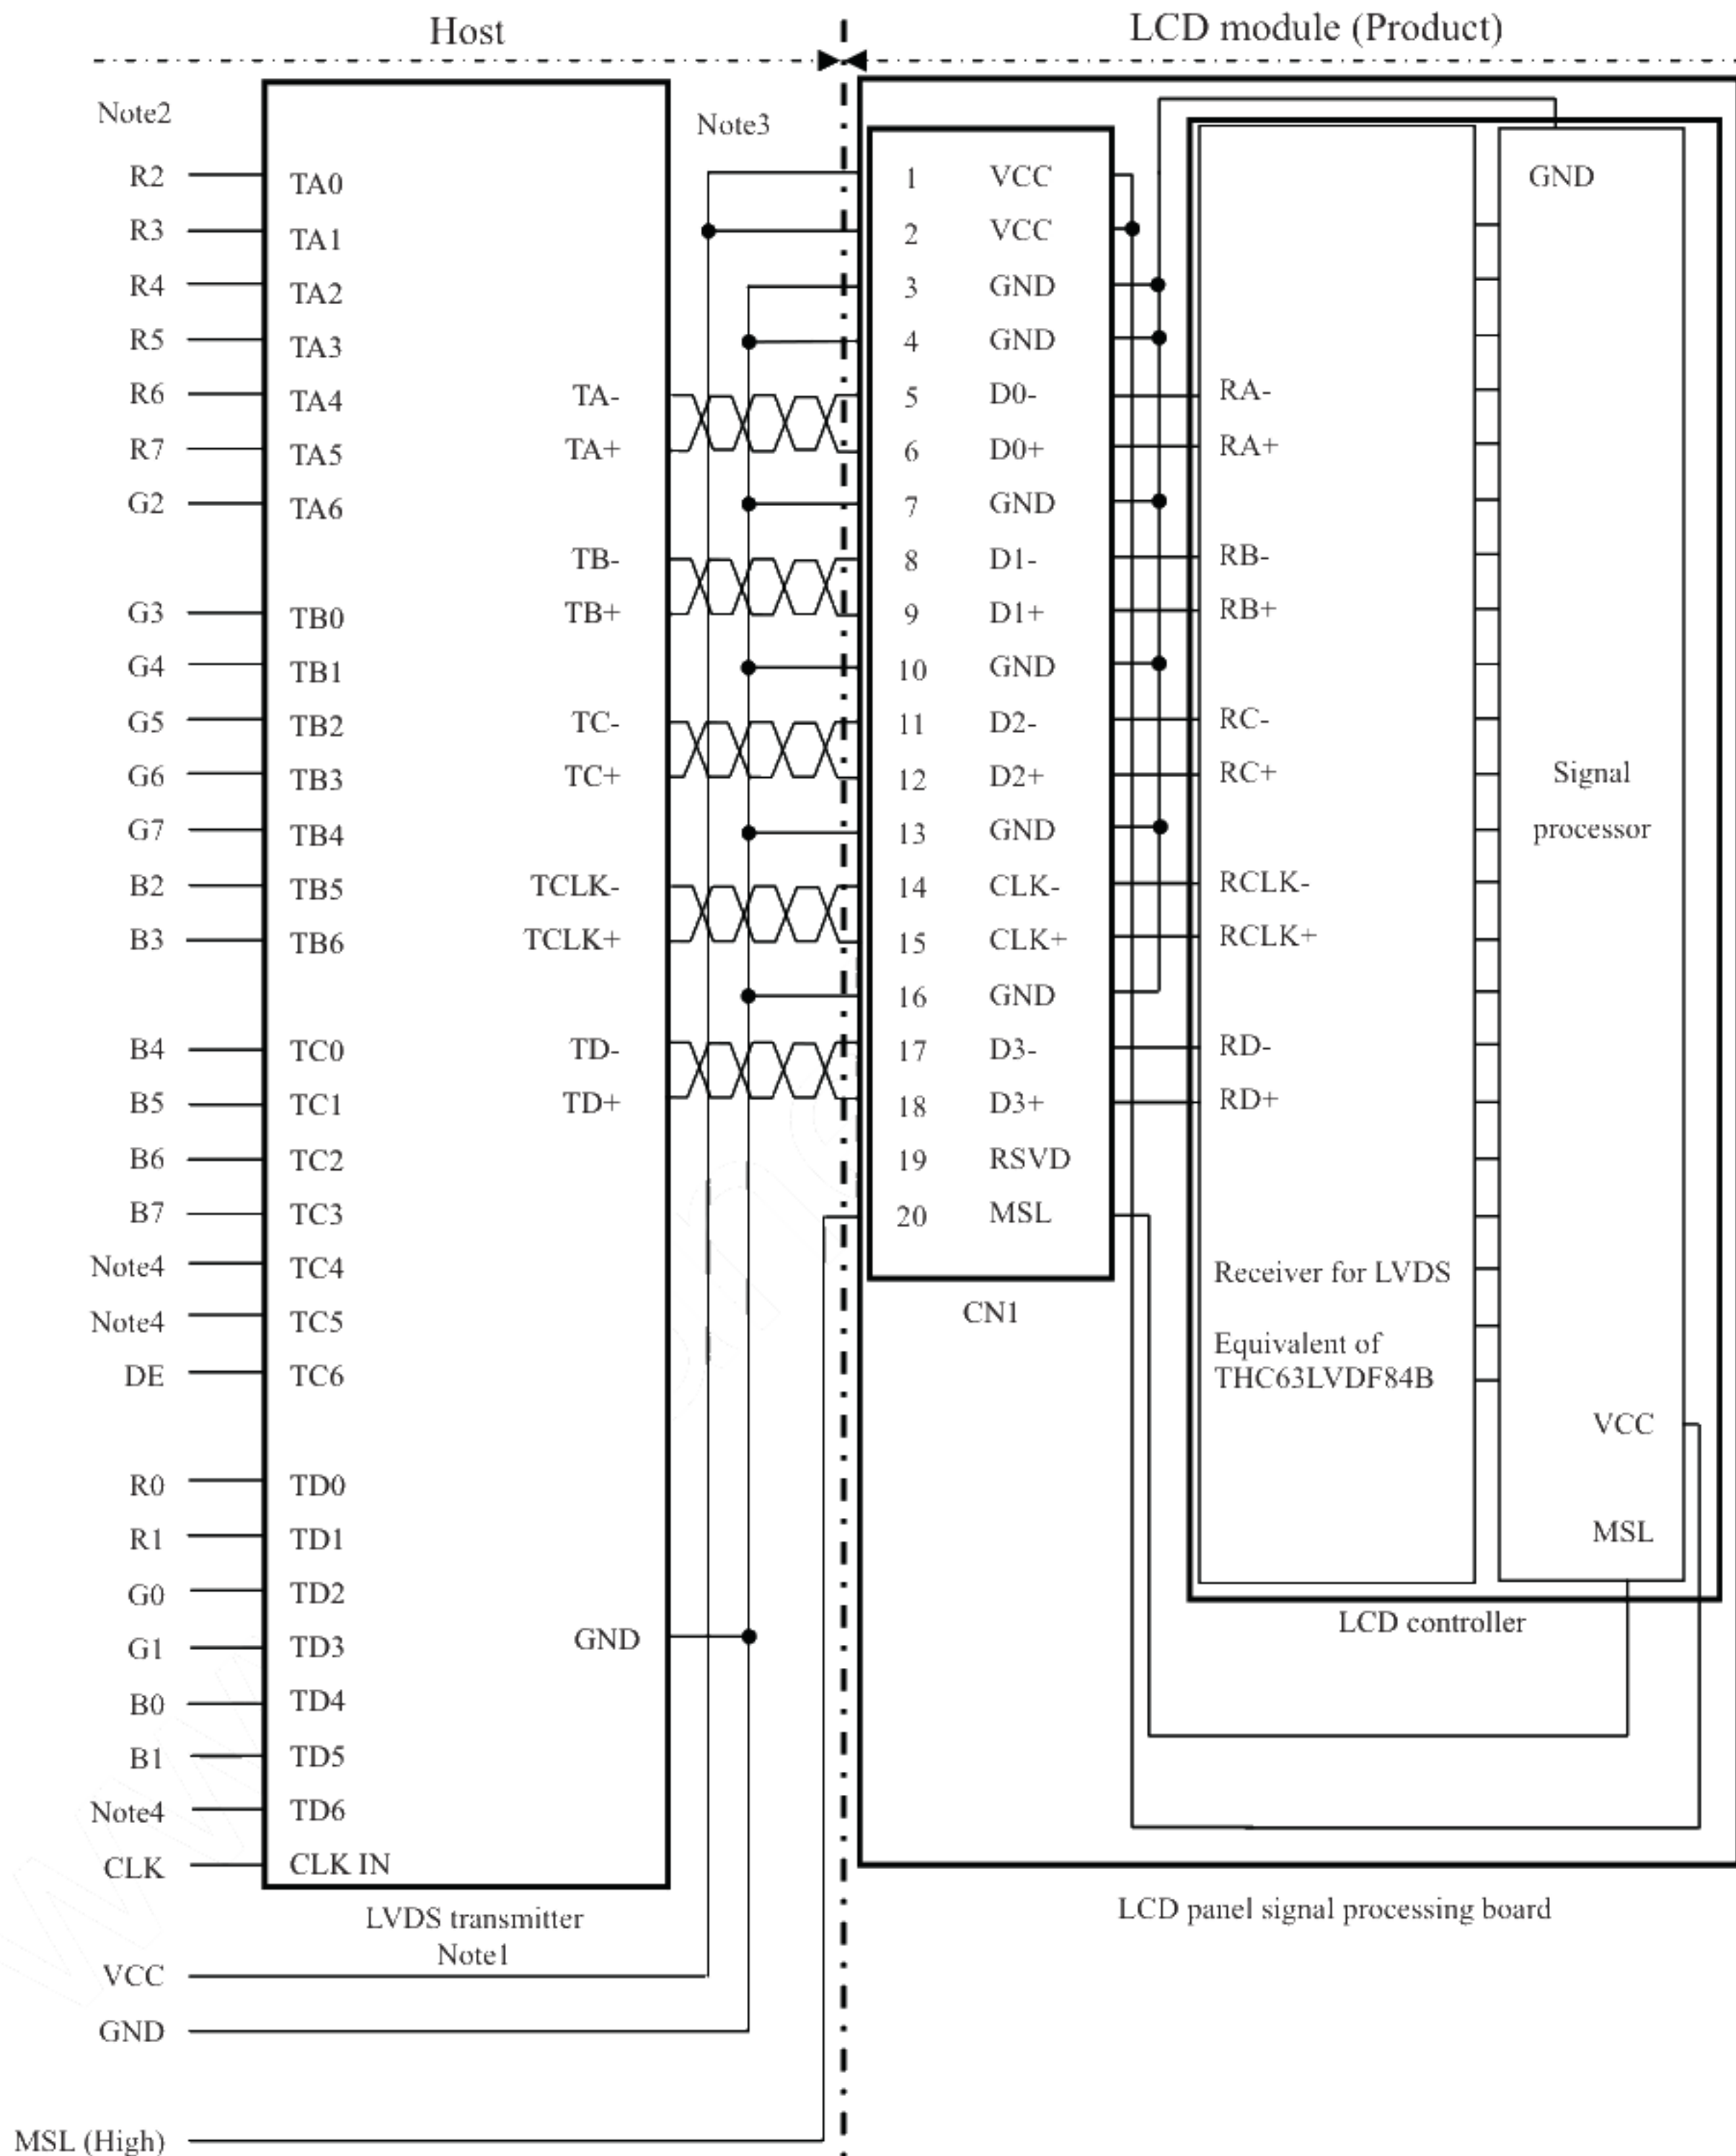 Host
LCD module (Product)
Note2
Note3
R2 TA0
R3 TA1
R4 TA2
R5 TA3
R6 TA4
R7 TA5
G2 TA6
G3 TB0
G4 TB1
G5 TB2
G6 TB3
G7 TB4
B2 TB5
B3 TB6
B4 TC0
B5 TC1
B6 TC2
B7 TC3
Note4 TC4
Note4 TC5
DE TC6
R0 TD0
R1 TD1
G0 TD2
G1 TD3
B0 TD4
B1 TD5
Note4 TD6
CLK CLK IN
TA-
TA+
TB-
TB+
TC-
TC+
TCLK-
TCLK+
TD-
TD+
GND
LVDS transmitter
Note1
VCC
GND
MSL (High)
1 VCC
2 VCC
3 GND
4 GND
5 D0-
6 D0+
7 GND
8 D1-
9 D1+
10 GND
11 D2-
12 D2+
13 GND
14 CLK-
15 CLK+
16 GND
17 D3-
18 D3+
19 RSVD
20 MSL
CN1
RA-
RA+
RB-
RB+
RC-
RC+
RCLK-
RCLK+
RD-
RD+
Receiver for LVDS
Equivalent of
THC63LVDF84B
GND
Signal
processor
VCC
MSL
LCD controller
LCD panel signal processing board